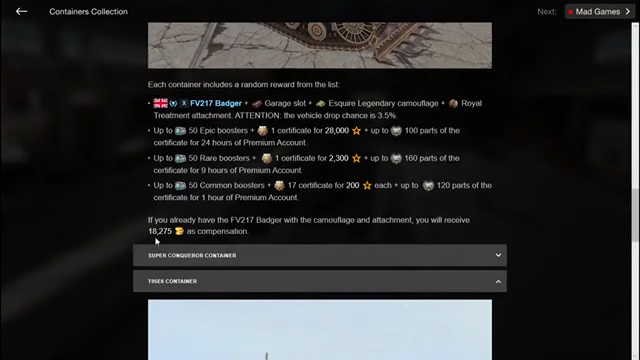 Containers Collection
Next: Mad Games >
Each container includes a random reward from the list:
• X FV217 Badger + Garage slot + Esquire Legendary camouflage + Royal
Treatment attachment. ATTENTION: the vehicle drop chance is 3.5%.
• Up to 50 Epic boosters + 1 certificate for 28,000 + up to 100 parts of the
certificate for 24 hours of Premium Account.
• Up to 50 Rare boosters + 1 certificate for 2,300 + up to 160 parts of the
certificate for 9 hours of Premium Account.
• Up to 50 Common boosters + 17 certificate for 200 each + up to 120 parts of the
certificate for 1 hour of Premium Account.
If you already have the FV217 Badger with the camouflage and attachment, you will receive
18,275 as compensation.
SUPER CONQUEROR CONTAINER
T95E6 CONTAINER